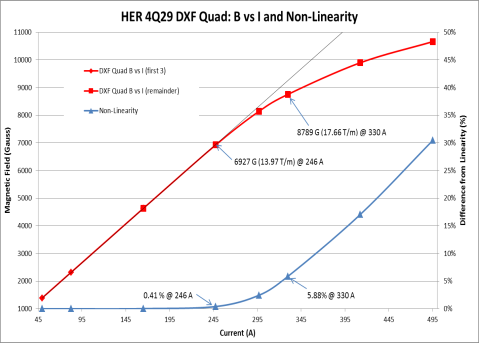 HER 4Q29 DXF Quad: B vs I and Non-Linearity
11000
10000
9000
8000
7000
6000
5000
4000
3000
2000
1000
Magnetic Field (Gauss)
DXF Quad B vs I (first 3)
DXF Quad B vs I (remainder)
Non-Linearity
8789 G (17.66 T/m) @ 330 A
6927 G (13.97 T/m) @ 246 A
0.41 % @ 246 A
5.88% @ 330 A
50%
45%
40%
35%
30%
25%
20%
15%
10%
5%
0%
Difference from Linearity (%)
45 95 145 195 245 295 345 395 445 495
Current (A)